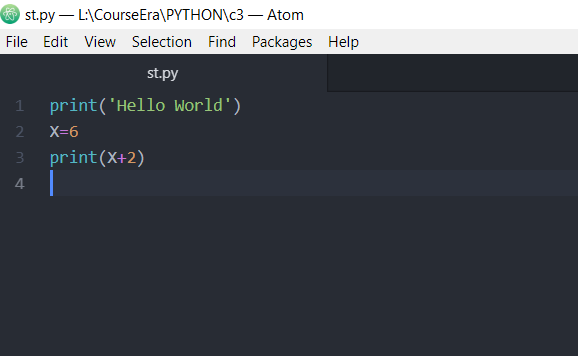 st.py — L:\CourseEra\PYTHON\c3 — Atom
File Edit View Selection Find Packages Help
st.py
1 print('Hello World')
2 X=6
3 print(X+2)
4